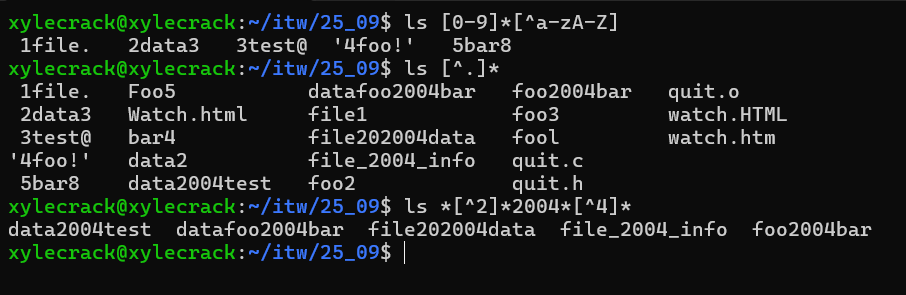 xylecrack@xylecrack:~/itw/25_09$ ls [0-9]*[^a-zA-Z]
 1file.   2data3   3test@  '4foo!'   5bar8
xylecrack@xylecrack:~/itw/25_09$ ls [^.]*
 1file.   Foo5           datafoo2004bar   foo2004bar   quit.o
 2data3   Watch.html     file1            foo3         watch.HTML
 3test@   bar4           file202004data   fool         watch.htm
'4foo!'   data2          file_2004_info   quit.c
 5bar8    data2004test   foo2             quit.h
xylecrack@xylecrack:~/itw/25_09$ ls *[^2]*2004*[^4]*
data2004test  datafoo2004bar  file202004data  file_2004_info  foo2004bar
xylecrack@xylecrack:~/itw/25_09$